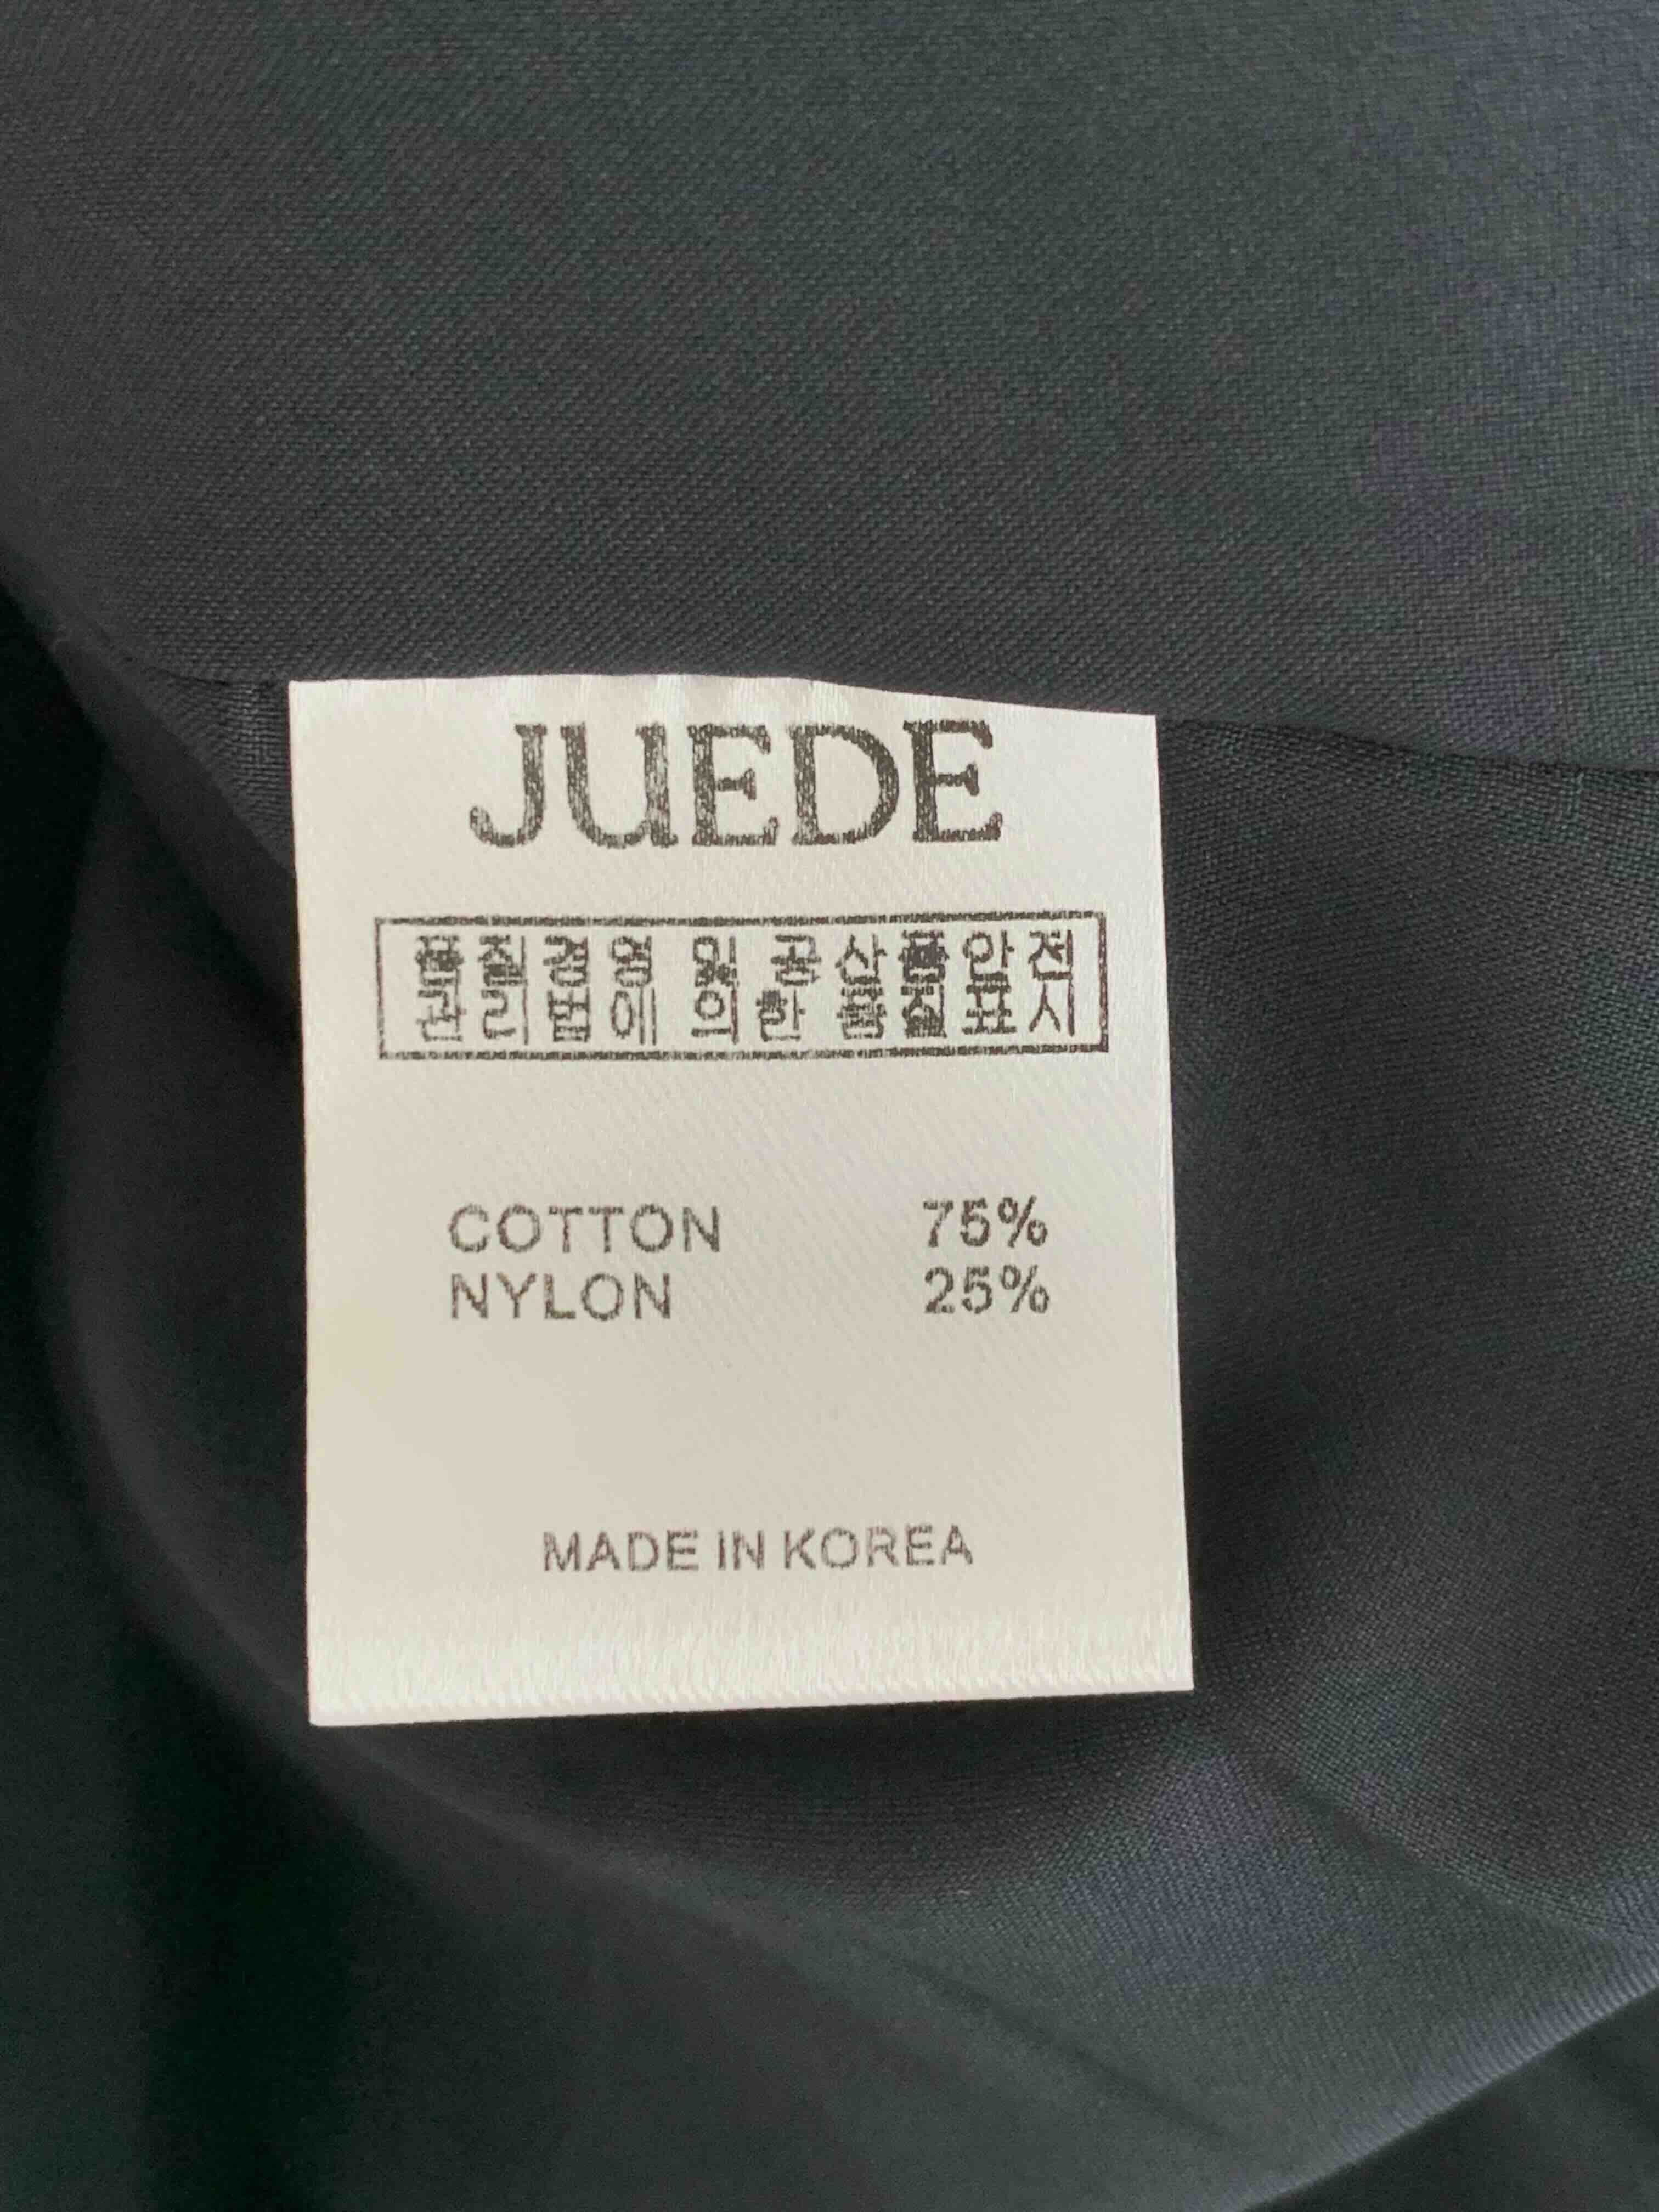 JUEDE
품질경영 및 공산품안전
관리법에 의한 품질표시
COTTON 75%
NYLON 25%
MADE IN KOREA